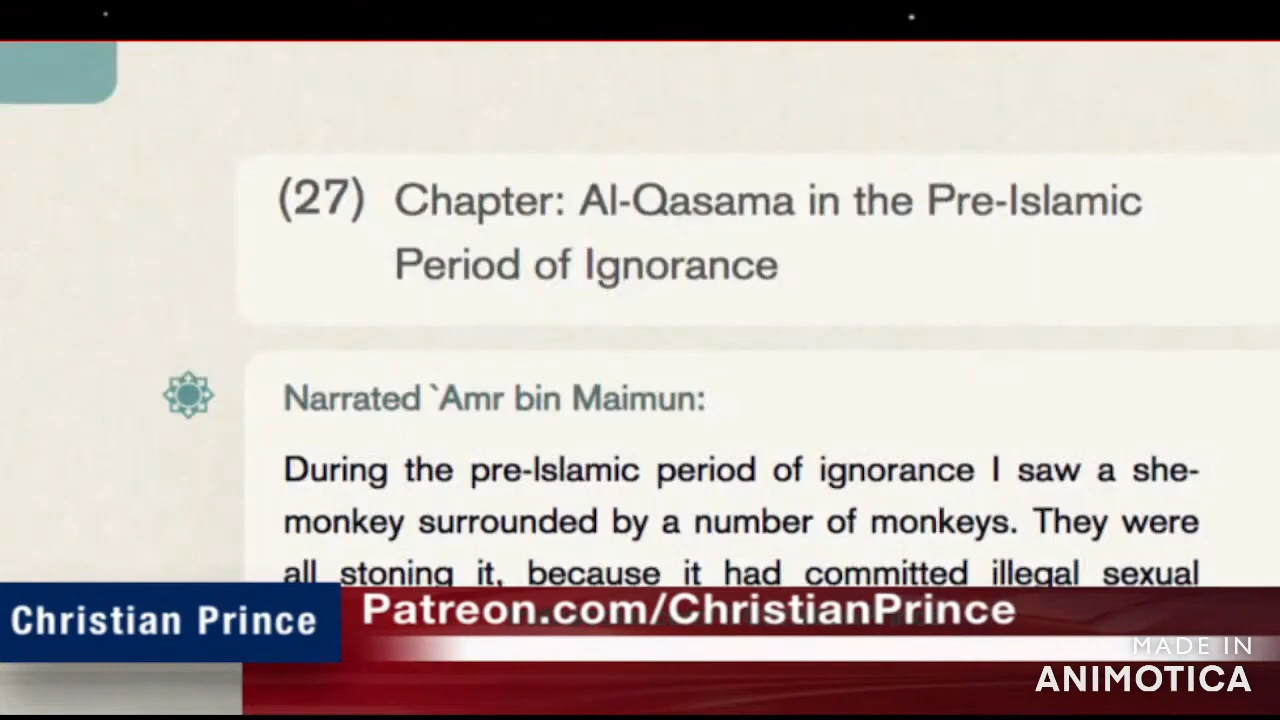 (27) Chapter: Al-Qasama in the Pre-Islamic
Period of Ignorance
Narrated `Amr bin Maimun:
During the pre-Islamic period of ignorance I saw a she-
monkey surrounded by a number of monkeys. They were
all stoning it, because it had committed illegal sexual
Christian Prince
Patreon.com/ChristianPrince
MADE IN
ANIMOTICA